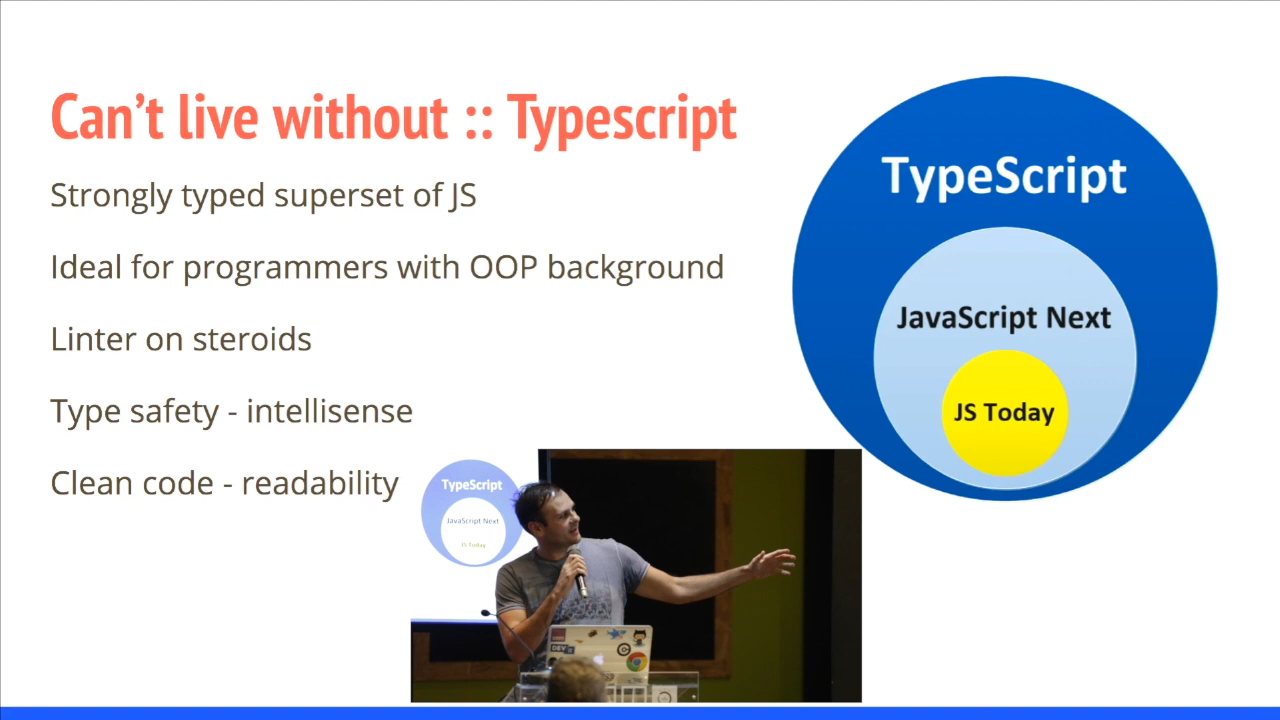 Can't live without :: Typescript
Strongly typed superset of JS
Ideal for programmers with OOP background
Linter on steroids
Type safety - intellisense
Clean code - readability
TypeScript
JavaScript Next
JS Today
TypeScript
JavaScript Next
JS Today
DEV